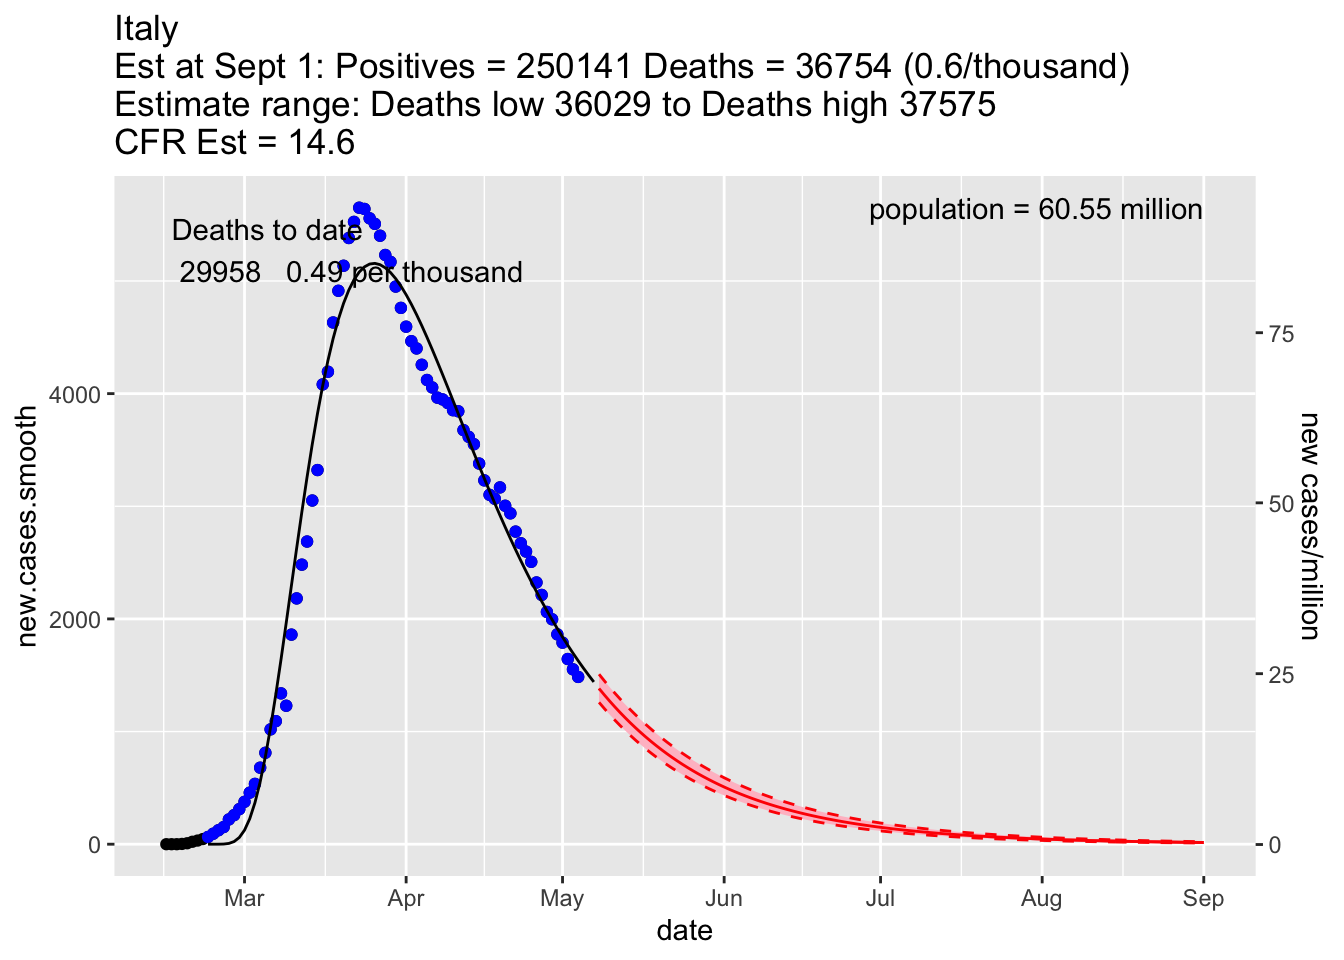 Italy
Est at Sept 1: Positives = 250141 Deaths = 36754 (0.6/thousand)
Estimate range: Deaths low 36029 to Deaths high 37575
CFR Est = 14.6
population = 60.55 million
Deaths to date
29958 0.49 per thousand
new.cases.smooth
4000
2000
0
75
50
25
0
new cases/million
Mar Apr May Jun Jul Aug Sep
date